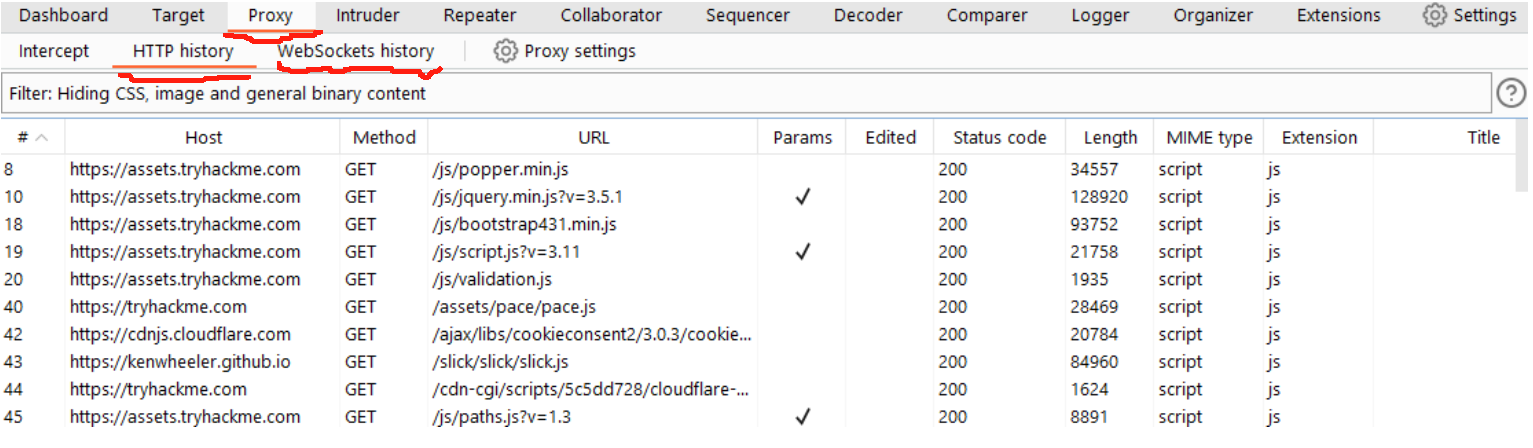 Dashboard Target Proxy Intruder Repeater Collaborator Sequencer Decoder Comparer Logger Organizer Extensions Settings
Intercept HTTP history WebSockets history Proxy settings
Filter: Hiding CSS, image and general binary content ?
# Host Method URL Params Edited Status code Length MIME type Extension Title
8 https://assets.tryhackme.com GET /js/popper.min.js 200 34557 script js
10 https://assets.tryhackme.com GET /js/jquery.min.js?v=3.5.1 ✓ 200 128920 script js
18 https://assets.tryhackme.com GET /js/bootstrap431.min.js 200 93752 script js
19 https://assets.tryhackme.com GET /js/script.js?v=3.11 ✓ 200 21758 script js
20 https://assets.tryhackme.com GET /js/validation.js 200 1935 script js
40 https://tryhackme.com GET /assets/pace/pace.js 200 28469 script js
42 https://cdnjs.cloudflare.com GET /ajax/libs/cookieconsent2/3.0.3/cookie... 200 20784 script js
43 https://kenwheeler.github.io GET /slick/slick/slick.js 200 84960 script js
44 https://tryhackme.com GET /cdn-cgi/scripts/5c5dd728/cloudflare-... 200 1624 script js
45 https://assets.tryhackme.com GET /js/paths.js?v=1.3 ✓ 200 8891 script js